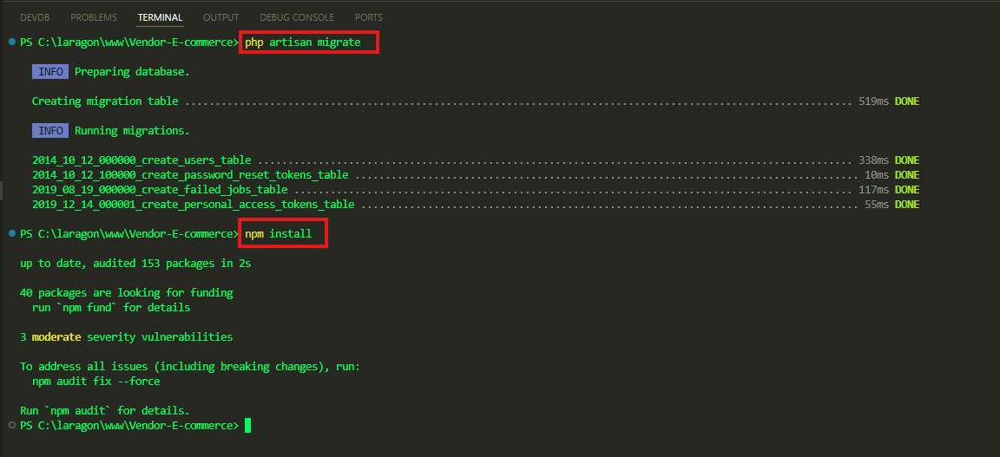 DEVDB PROBLEMS TERMINAL OUTPUT DEBUG CONSOLE PORTS
PS C:\laragon\www\Vendor-E-commerce> php artisan migrate
INFO Preparing database.
Creating migration table .............................................................................................................. 519ms DONE
INFO Running migrations.
2014_10_12_000000_create_users_table .................................................................................................. 338ms DONE
2014_10_12_100000_create_password_reset_tokens_table ................................................................................... 10ms DONE
2019_08_19_000000_create_failed_jobs_table ............................................................................................ 117ms DONE
2019_12_14_000001_create_personal_access_tokens_table .................................................................................. 55ms DONE
PS C:\laragon\www\Vendor-E-commerce> npm install
up to date, audited 153 packages in 2s
40 packages are looking for funding
run `npm fund` for details
3 moderate severity vulnerabilities
To address all issues (including breaking changes), run:
npm audit fix --force
Run `npm audit` for details.
PS C:\laragon\www\Vendor-E-commerce>